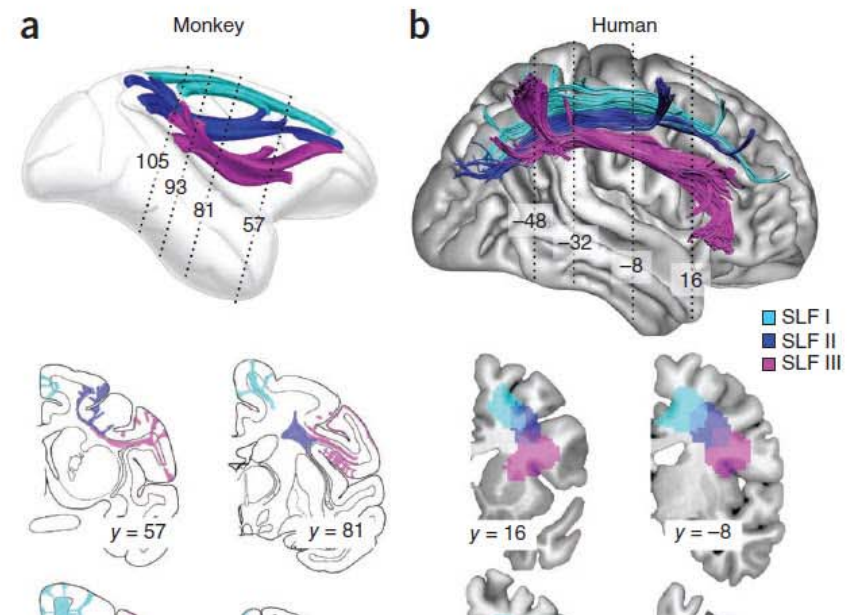 a
Monkey
b
Human
105
93
81
57
–48
–32
–8
16
SLF I
SLF II
SLF III
y = 57
y = 81
y = 16
y = –8